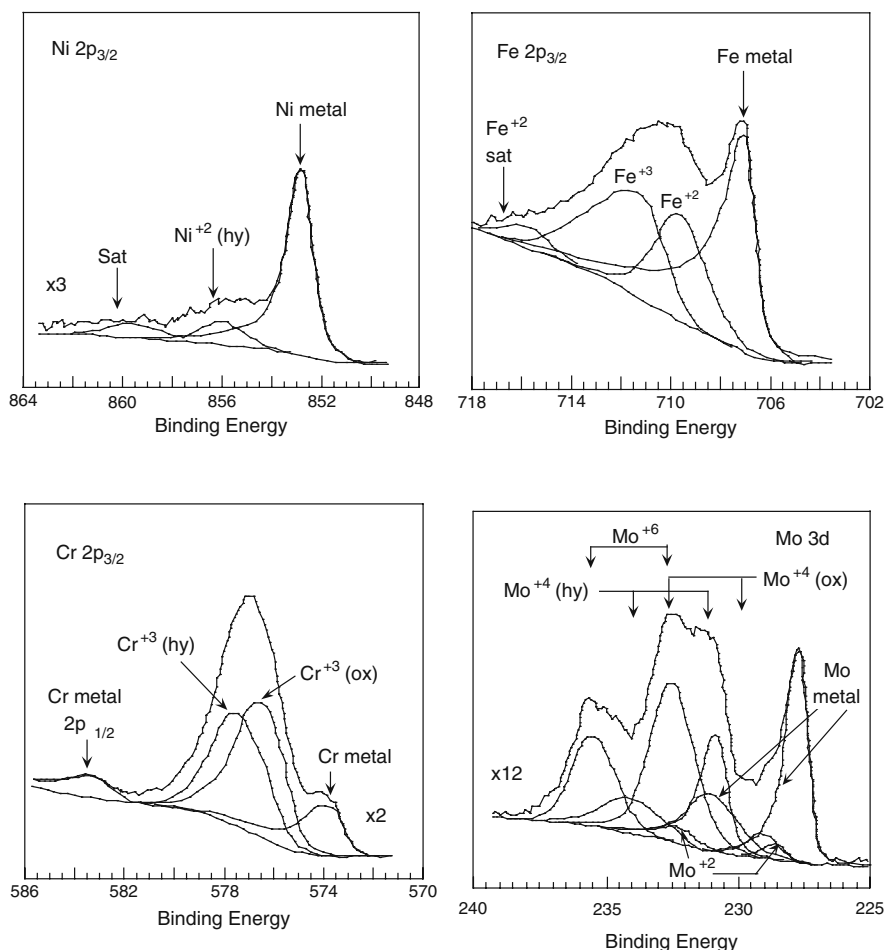 Ni 2p3/2
Ni metal
Ni+2 (hy)
Sat
x3
864 860 856 852 848
Binding Energy
Fe 2p3/2
Fe metal
Fe+2
sat
Fe+3
Fe+2
718 714 710 706 702
Binding Energy
Cr 2p3/2
Cr+3 (hy)
Cr+3 (ox)
Cr metal
2p 1/2
Cr metal
x2
586 582 578 574 570
Binding Energy
Mo+6
Mo 3d
Mo+4 (hy)
Mo+4 (ox)
Mo
metal
x12
Mo+2
240 235 230 225
Binding Energy